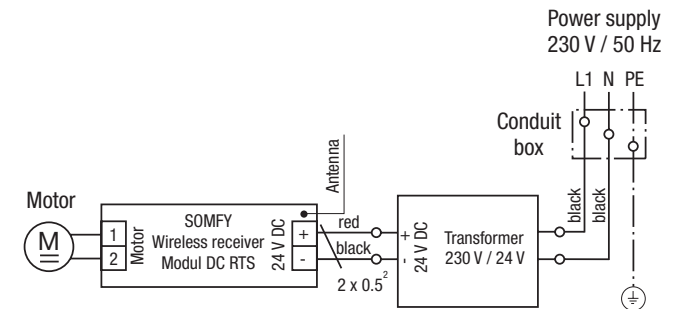 Power supply
230 V / 50 Hz
L1 N PE
Conduit
box
Antenna
black
black
Motor
M
1
2
Motor
SOMFY
Wireless receiver
Modul DC RTS
24 V DC
+
-
red
black
2 x 0.5²
+
-
24 V DC
Transformer
230 V / 24 V